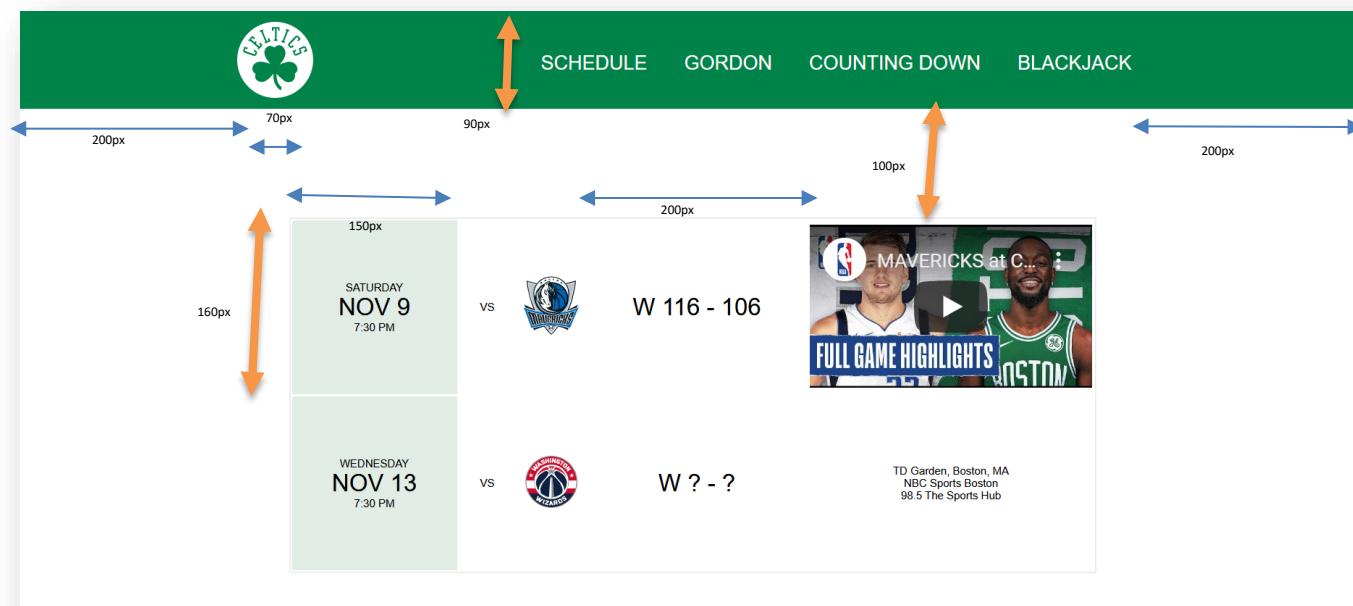 CELTICS
SCHEDULE GORDON COUNTING DOWN BLACKJACK
70px
90px
200px
200px
100px
200px
150px
160px
SATURDAY
NOV 9
7:30 PM
VS
MAVERICKS
W 116 - 106
NBA
MAVERICKS at C...
FULL GAME HIGHLIGHTS
BOSTON
WEDNESDAY
NOV 13
7:30 PM
VS
WASHINGTON
WIZARDS
W ? - ?
TD Garden, Boston, MA
NBC Sports Boston
98.5 The Sports Hub